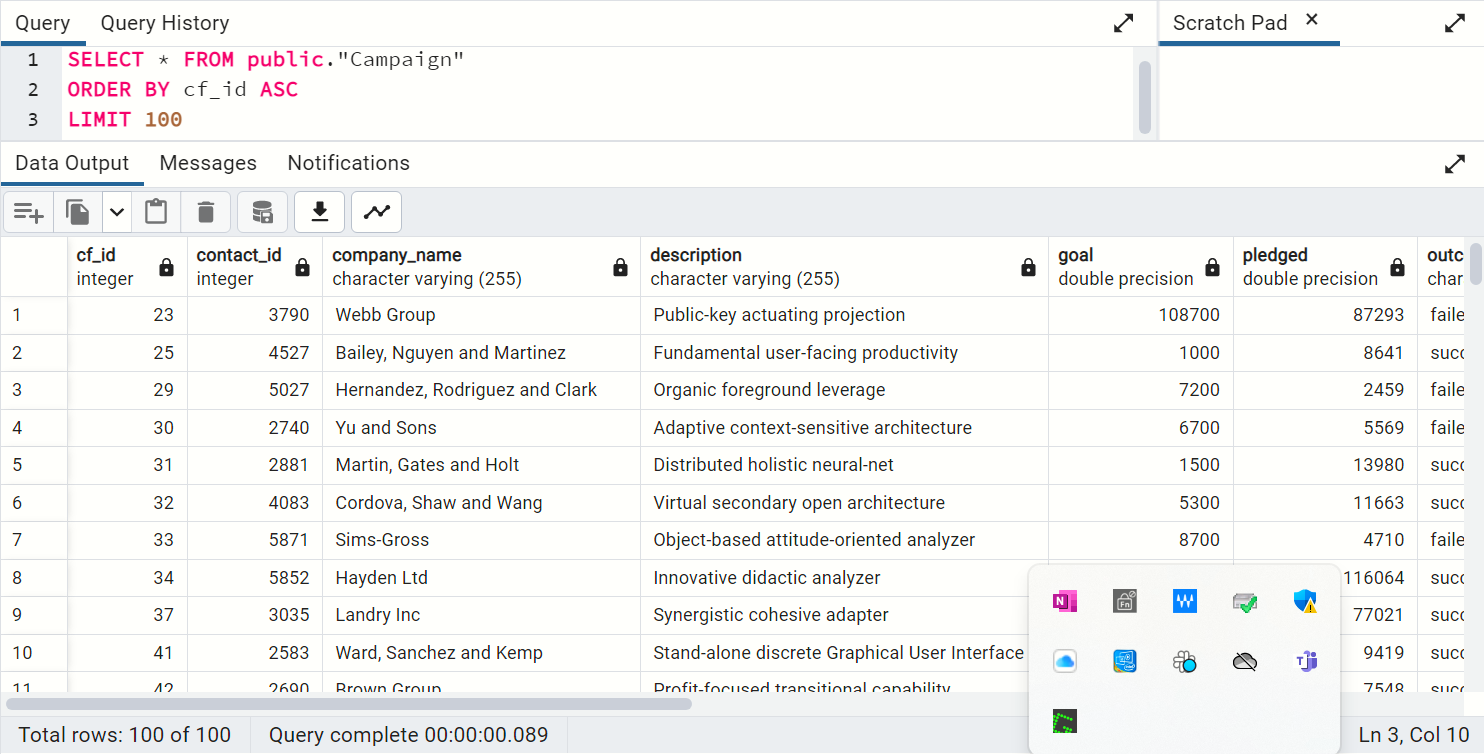 Query Query History Scratch Pad ×
1 SELECT * FROM public."Campaign"
2 ORDER BY cf_id ASC
3 LIMIT 100
Data Output Messages Notifications
cf_id contact_id company_name description goal pledged outc
integer integer character varying (255) character varying (255) double precision double precision char
1 23 3790 Webb Group Public-key actuating projection 108700 87293 faile
2 25 4527 Bailey, Nguyen and Martinez Fundamental user-facing productivity 1000 8641 succ
3 29 5027 Hernandez, Rodriguez and Clark Organic foreground leverage 7200 2459 faile
4 30 2740 Yu and Sons Adaptive context-sensitive architecture 6700 5569 faile
5 31 2881 Martin, Gates and Holt Distributed holistic neural-net 1500 13980 succ
6 32 4083 Cordova, Shaw and Wang Virtual secondary open architecture 5300 11663 succ
7 33 5871 Sims-Gross Object-based attitude-oriented analyzer 8700 4710 faile
8 34 5852 Hayden Ltd Innovative didactic analyzer 116064 succ
9 37 3035 Landry Inc Synergistic cohesive adapter 77021 succ
10 41 2583 Ward, Sanchez and Kemp Stand-alone discrete Graphical User Interface 9419 succ
11 42 2690 Brown Group Profit-focused transitional capability 7548 succ
Total rows: 100 of 100 Query complete 00:00:00.089 Ln 3, Col 10